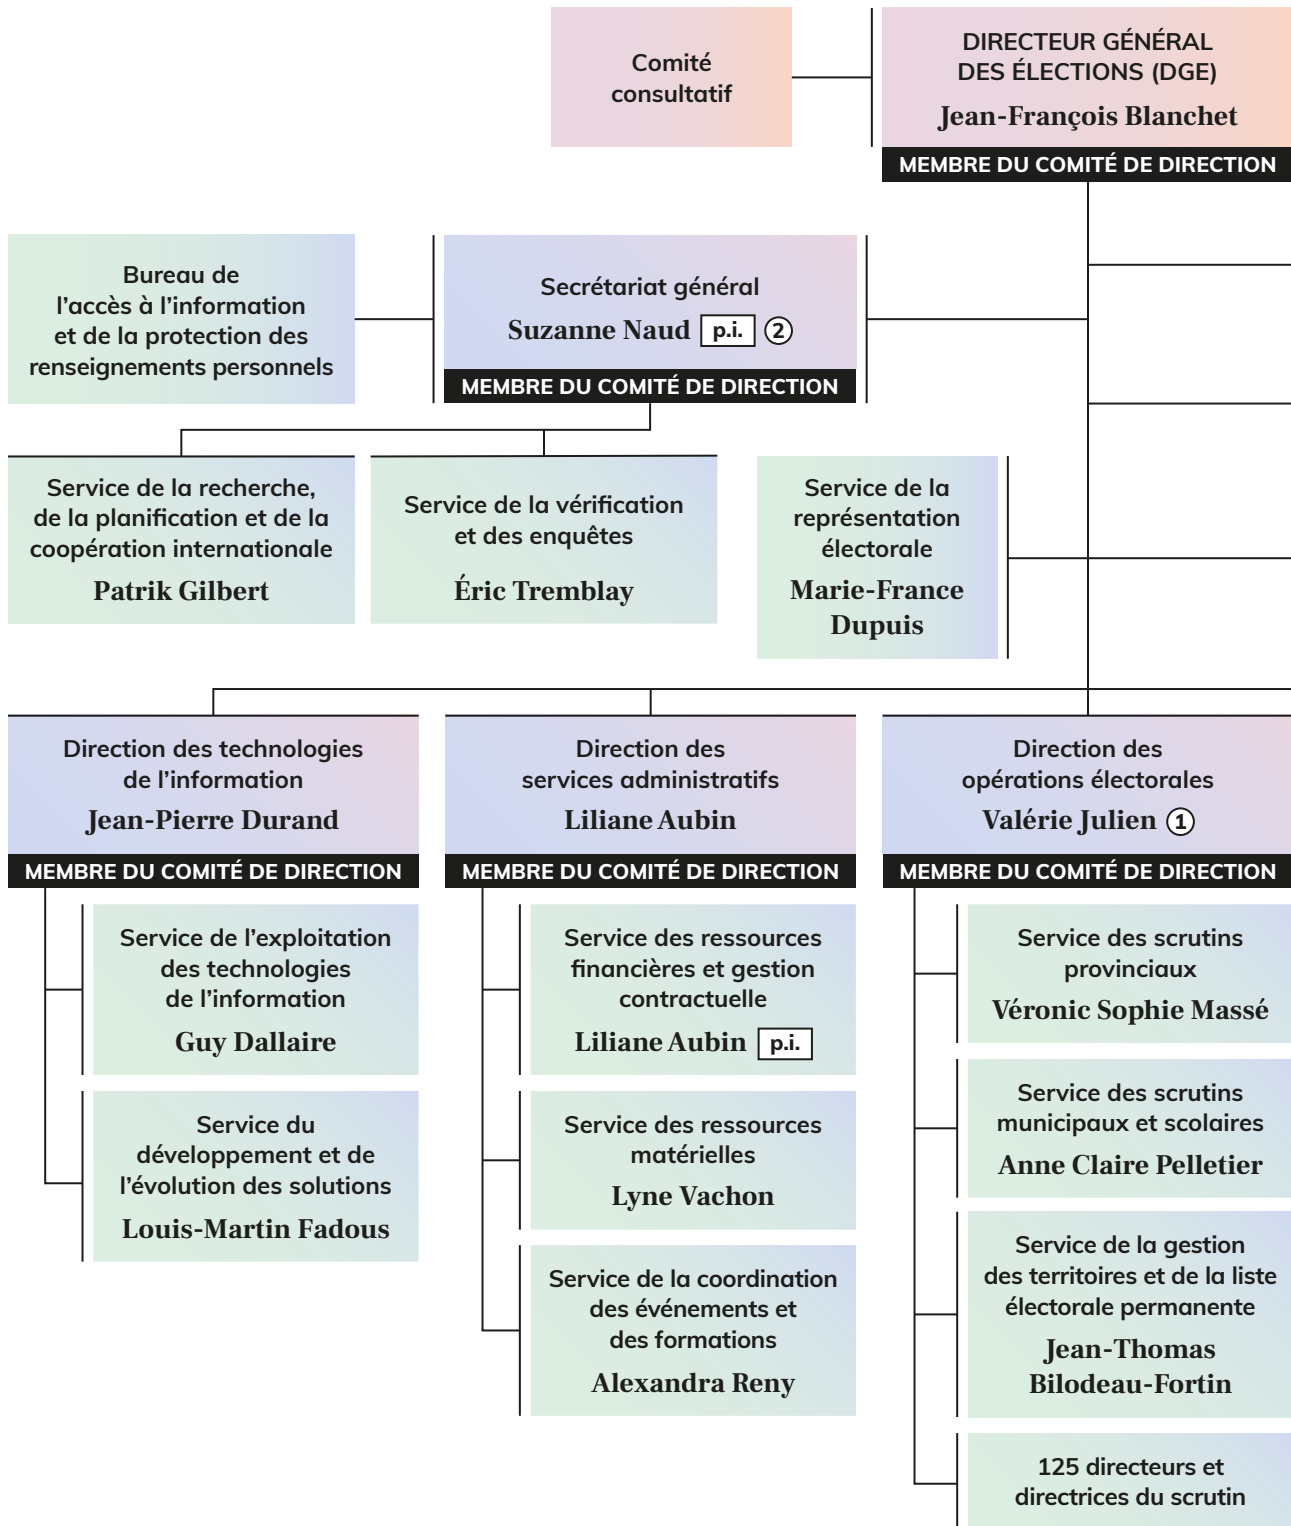 Comité
consultatif
DIRECTEUR GÉNÉRAL
DES ÉLECTIONS (DGE)
Jean-François Blanchet
MEMBRE DU COMITÉ DE DIRECTION
Bureau de
l’accès à l’information
et de la protection des
renseignements personnels
Secrétariat général
Suzanne Naud p.i. 2
MEMBRE DU COMITÉ DE DIRECTION
Service de la recherche,
de la planification et de la
coopération internationale
Patrik Gilbert
Service de la vérification
et des enquêtes
Éric Tremblay
Service de la
représentation
électorale
Marie-France
Dupuis
Direction des technologies
de l’information
Jean-Pierre Durand
MEMBRE DU COMITÉ DE DIRECTION
Service de l’exploitation
des technologies
de l’information
Guy Dallaire
Service du
développement et de
l’évolution des solutions
Louis-Martin Fadous
Direction des
services administratifs
Liliane Aubin
MEMBRE DU COMITÉ DE DIRECTION
Service des ressources
financières et gestion
contractuelle
Liliane Aubin p.i.
Service des ressources
matérielles
Lyne Vachon
Service de la coordination
des événements et
des formations
Alexandra Reny
Direction des
opérations électorales
Valérie Julien 1
MEMBRE DU COMITÉ DE DIRECTION
Service des scrutins
provinciaux
Véronic Sophie Massé
Service des scrutins
municipaux et scolaires
Anne Claire Pelletier
Service de la gestion
des territoires et de la liste
électorale permanente
Jean-Thomas
Bilodeau-Fortin
125 directeurs et
directrices du scrutin